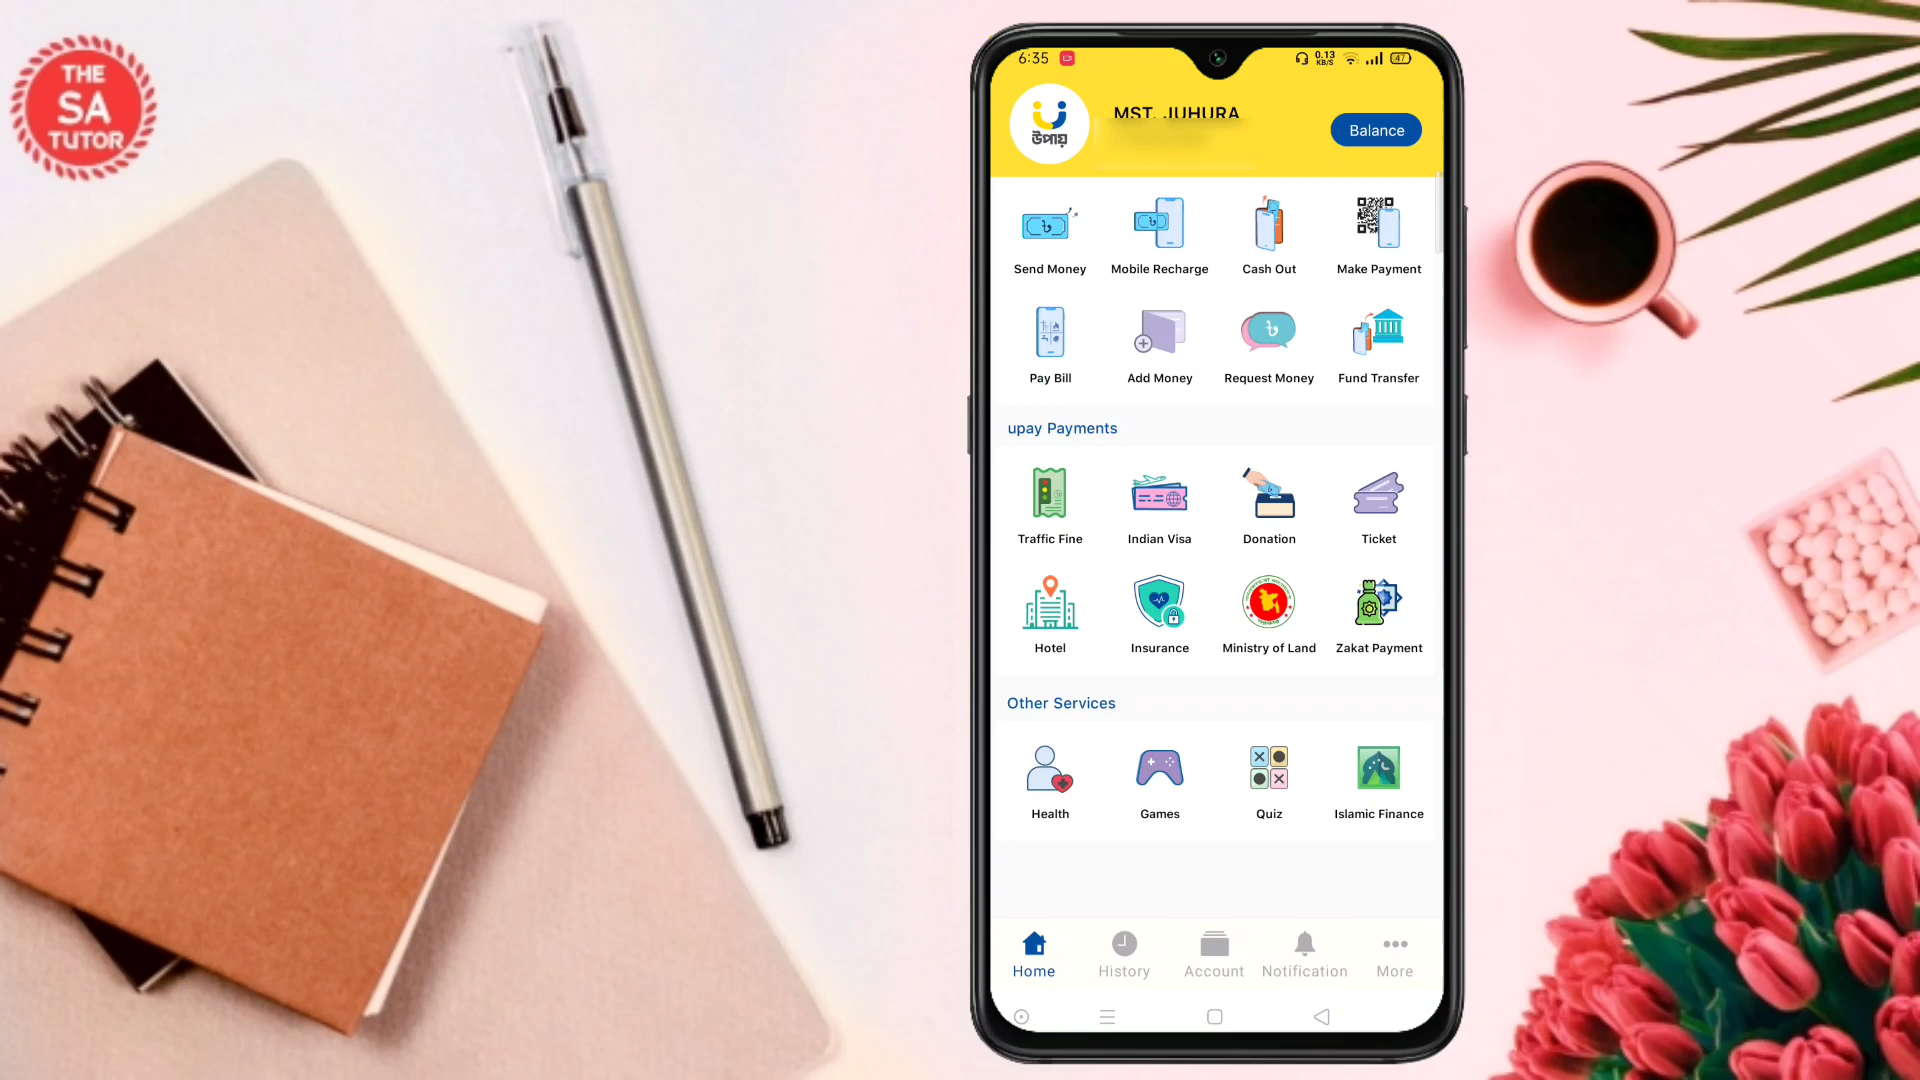 THE
SA
TUTOR
6:35
0.13
KB/S
47
উপায়
MST. JUHURA
Balance
Send Money
Mobile Recharge
Cash Out
Make Payment
Pay Bill
Add Money
Request Money
Fund Transfer
upay Payments
Traffic Fine
Indian Visa
Donation
Ticket
Hotel
Insurance
Ministry of Land
Zakat Payment
Other Services
Health
Games
Quiz
Islamic Finance
Home
History
Account
Notification
More